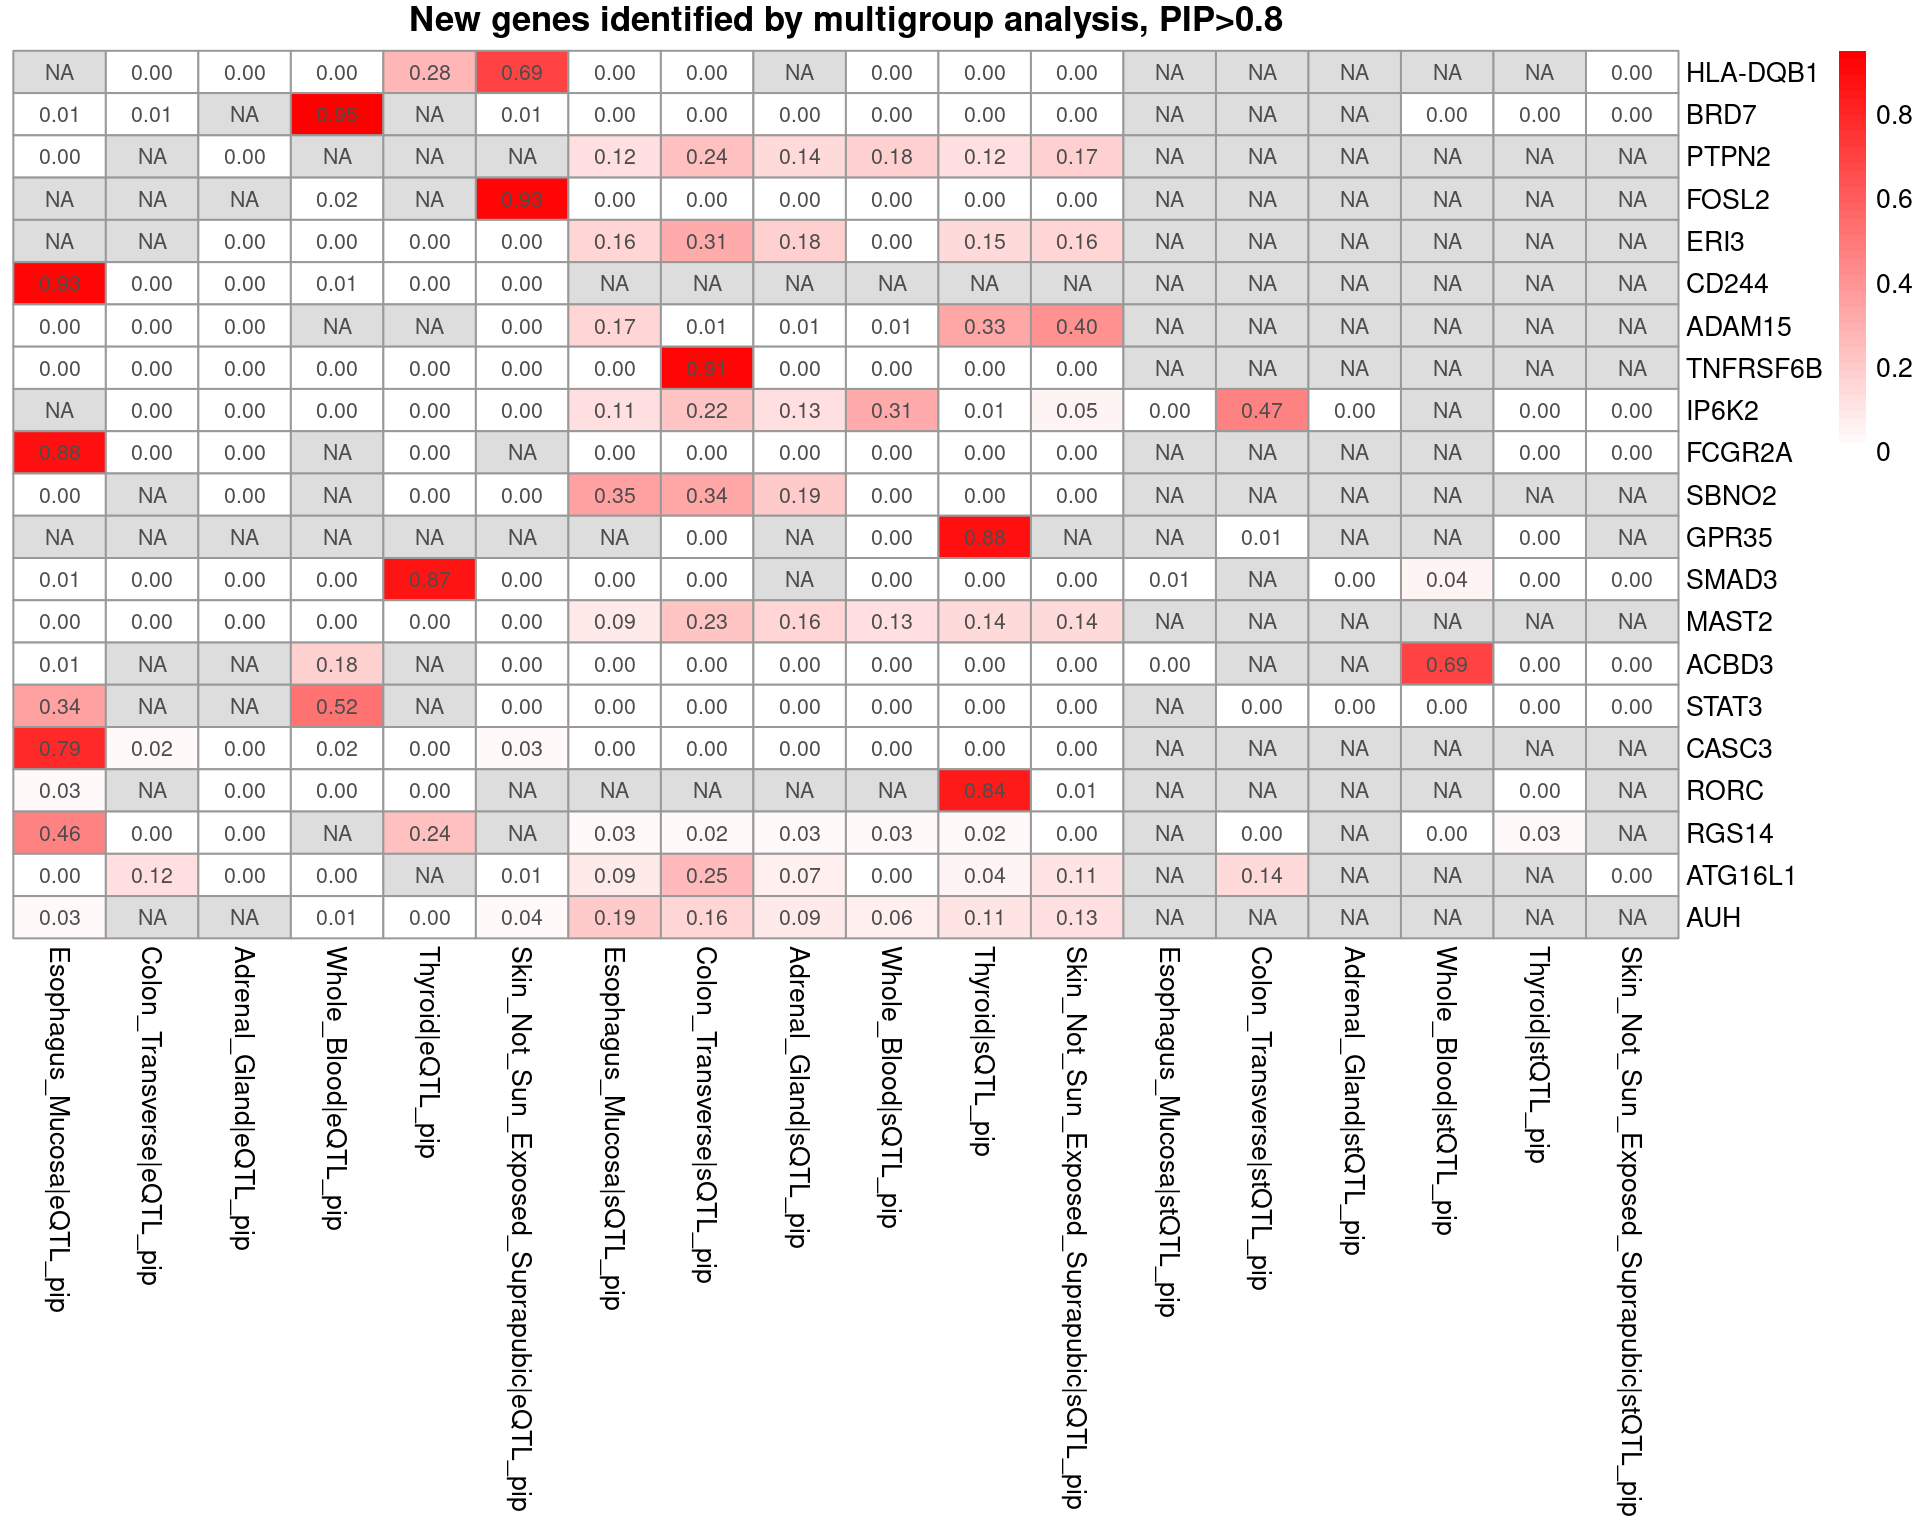 New genes identified by multigroup analysis, PIP>0.8
NA 0.00 0.00 0.00 0.28 0.69 0.00 0.00 NA 0.00 0.00 0.00 NA NA NA NA NA 0.00 HLA-DQB1
0.01 0.01 NA 0.95 NA 0.01 0.00 0.00 0.00 0.00 0.00 0.00 NA NA NA 0.00 0.00 0.00 BRD7
0.00 NA 0.00 NA NA NA 0.12 0.24 0.14 0.18 0.12 0.17 NA NA NA NA NA NA PTPN2
NA NA NA 0.02 NA 0.93 0.00 0.00 0.00 0.00 0.00 0.00 NA NA NA NA NA NA FOSL2
NA NA 0.00 0.00 0.00 0.00 0.16 0.31 0.18 0.00 0.15 0.16 NA NA NA NA NA NA ERI3
0.93 0.00 0.00 0.01 0.00 0.00 NA NA NA NA NA NA NA NA NA NA NA NA CD244
0.00 0.00 0.00 NA NA 0.00 0.17 0.01 0.01 0.01 0.33 0.40 NA NA NA NA NA NA ADAM15
0.00 0.00 0.00 0.00 0.00 0.00 0.00 0.91 0.00 0.00 0.00 0.00 NA NA NA NA NA NA TNFRSF6B
NA 0.00 0.00 0.00 0.00 0.00 0.11 0.22 0.13 0.31 0.01 0.05 0.00 0.47 0.00 NA 0.00 0.00 IP6K2
0.88 0.00 0.00 NA 0.00 NA 0.00 0.00 0.00 0.00 0.00 0.00 NA NA NA NA 0.00 0.00 FCGR2A
0.00 NA 0.00 NA 0.00 0.00 0.35 0.34 0.19 0.00 0.00 0.00 NA NA NA NA NA NA SBNO2
NA NA NA NA NA NA NA 0.00 NA 0.00 0.88 NA NA 0.01 NA NA 0.00 NA GPR35
0.01 0.00 0.00 0.00 0.87 0.00 0.00 0.00 NA 0.00 0.00 0.00 0.01 NA 0.00 0.04 0.00 0.00 SMAD3
0.00 0.00 0.00 0.00 0.00 0.00 0.09 0.23 0.16 0.13 0.14 0.14 NA NA NA NA NA NA MAST2
0.01 NA NA 0.18 NA 0.00 0.00 0.00 0.00 0.00 0.00 0.00 0.00 NA NA 0.69 0.00 0.00 ACBD3
0.34 NA NA 0.52 NA 0.00 0.00 0.00 0.00 0.00 0.00 0.00 NA 0.00 0.00 0.00 0.00 0.00 STAT3
0.79 0.02 0.00 0.02 0.00 0.03 0.00 0.00 0.00 0.00 0.00 0.00 NA NA NA NA NA NA CASC3
0.03 NA 0.00 0.00 0.00 NA NA NA NA NA 0.84 0.01 NA NA NA NA 0.00 NA RORC
0.46 0.00 0.00 NA 0.24 NA 0.03 0.02 0.03 0.03 0.02 0.00 NA 0.00 NA 0.00 0.03 NA RGS14
0.00 0.12 0.00 0.00 NA 0.01 0.09 0.25 0.07 0.00 0.04 0.11 NA 0.14 NA NA NA 0.00 ATG16L1
0.03 NA NA 0.01 0.00 0.04 0.19 0.16 0.09 0.06 0.11 0.13 NA NA NA NA NA NA AUH
Esophagus_Mucosa|eQTL_pip
Colon_Transverse|eQTL_pip
Adrenal_Gland|eQTL_pip
Whole_Blood|eQTL_pip
Thyroid|eQTL_pip
Skin_Not_Sun_Exposed_Suprapubic|eQTL_pip
Esophagus_Mucosa|sQTL_pip
Colon_Transverse|sQTL_pip
Adrenal_Gland|sQTL_pip
Whole_Blood|sQTL_pip
Thyroid|sQTL_pip
Skin_Not_Sun_Exposed_Suprapubic|sQTL_pip
Esophagus_Mucosa|stQTL_pip
Colon_Transverse|stQTL_pip
Adrenal_Gland|stQTL_pip
Whole_Blood|stQTL_pip
Thyroid|stQTL_pip
Skin_Not_Sun_Exposed_Suprapubic|stQTL_pip
0.8
0.6
0.4
0.2
0